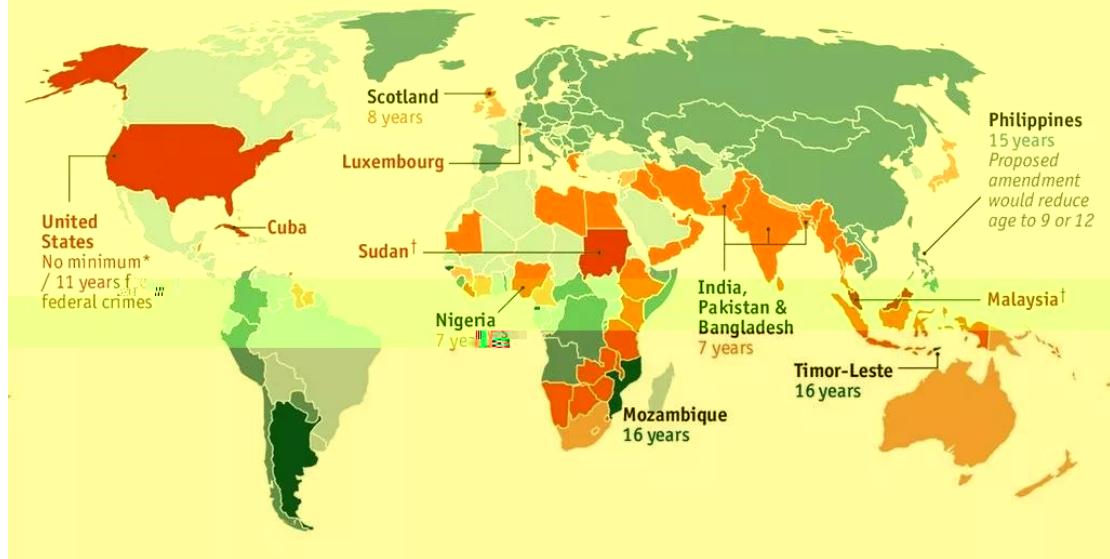 Scotland
8 years
Luxembourg
United
States
No minimum*
/ 11 years
federal crimes
Cuba
Sudan†
Nigeria
7
India,
Pakistan &
Bangladesh
7 years
Mozambique
16 years
Philippines
15 years
Proposed
amendment
would reduce
age to 9 or 12
Malaysia†
Timor-Leste
16 years